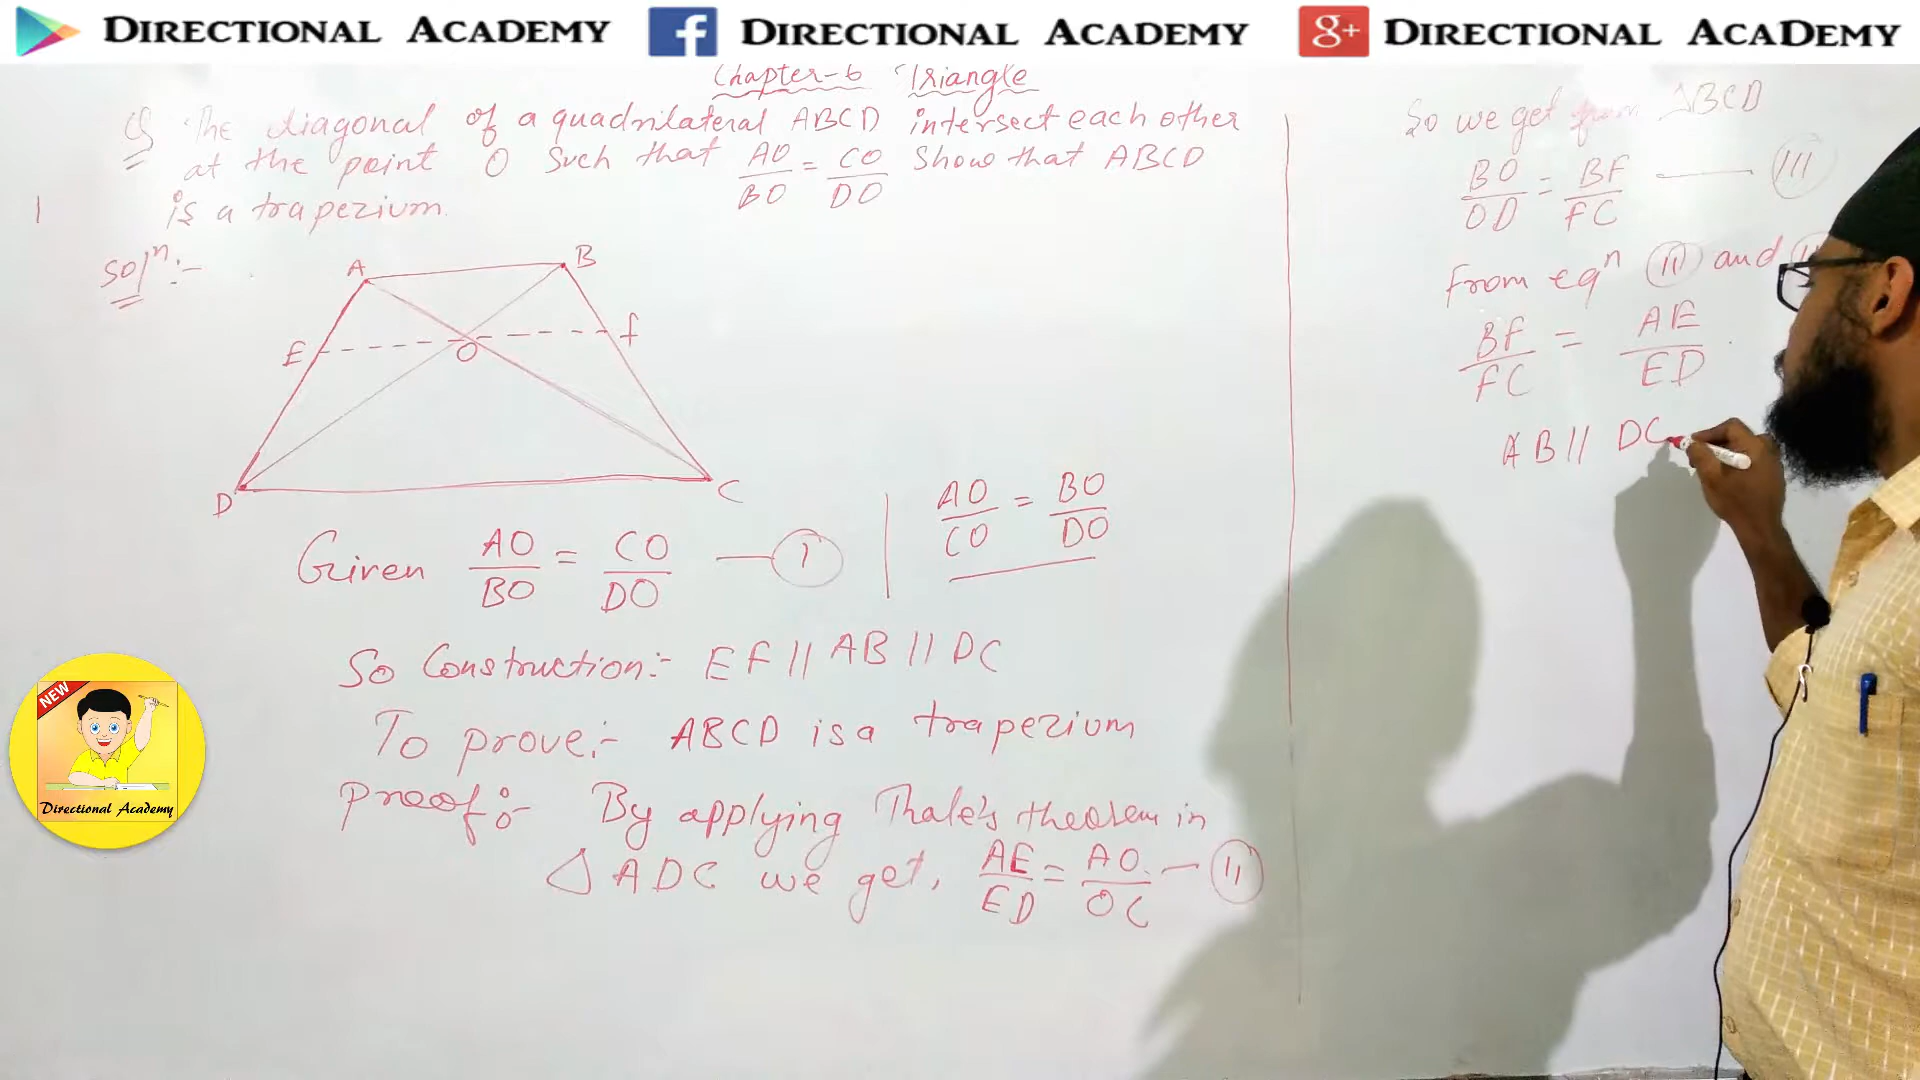 DIRECTIONAL ACADEMY DIRECTIONAL ACADEMY g+ DIRECTIONAL ACADEMY
Chapter-6 Triangle
Q The diagonal of a quadrilateral ABCD intersect each other
at the point O such that AO/BO = CO/DO Show that ABCD
is a trapezium.
Solⁿ:-
A B
E O f
D C
Given AO/BO = CO/DO — (I)
AO/CO = BO/DO
So Construction:- EF // AB // DC
To prove:- ABCD is a trapezium
Proof:- By applying Thale's theorem in
△ ADC we get, AE/ED = AO/OC — (II)
So we get from △BCD
BO/OD = BF/FC — (III)
From eqⁿ (II) and
BF/FC = AE/ED
AB // DC
NEW
Directional Academy